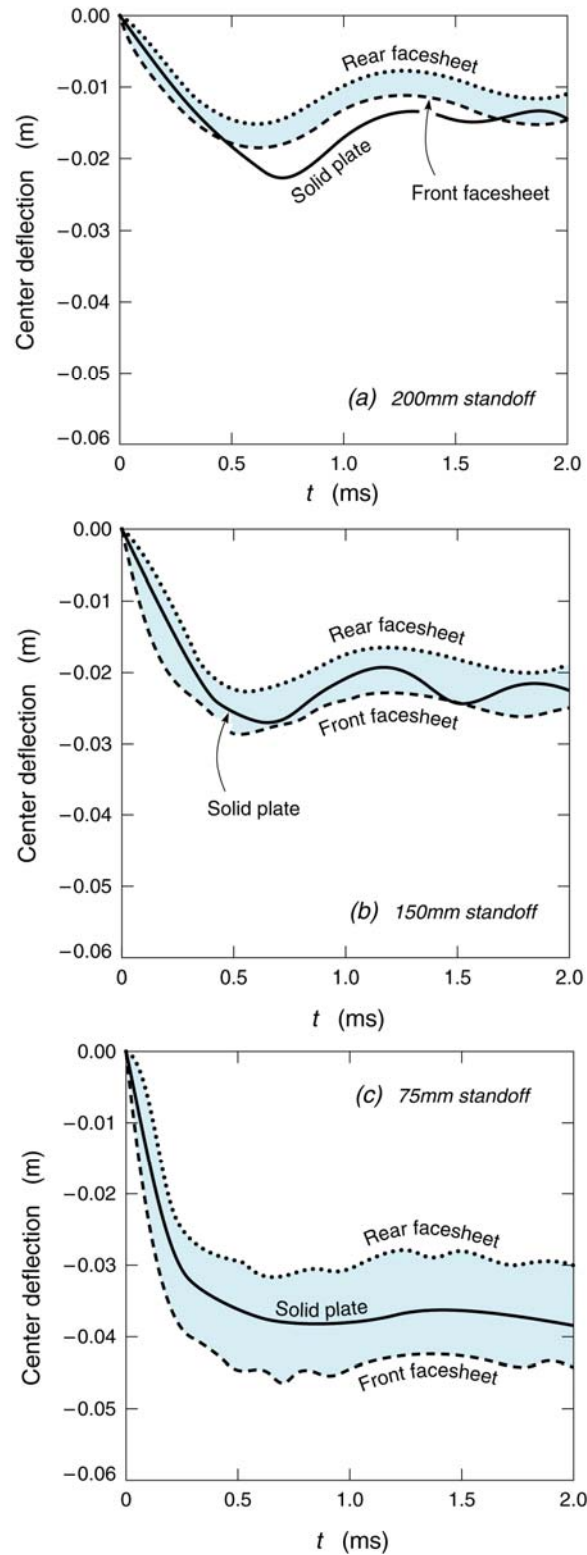 0.00
Rear facesheet
−0.01
−0.02
Solid plate
Front facesheet
−0.03
Center deflection (m)
−0.04
−0.05
(a) 200mm standoff
−0.06
0 0.5 1.0 1.5 2.0
t (ms)
0.00
−0.01
Rear facesheet
−0.02
Front facesheet
−0.03
Center deflection (m)
Solid plate
−0.04
−0.05
(b) 150mm standoff
−0.06
0 0.5 1.0 1.5 2.0
t (ms)
0.00
(c) 75mm standoff
−0.01
−0.02
Rear facesheet
−0.03
Center deflection (m)
Solid plate
−0.04
Front facesheet
−0.05
−0.06
0 0.5 1.0 1.5 2.0
t (ms)